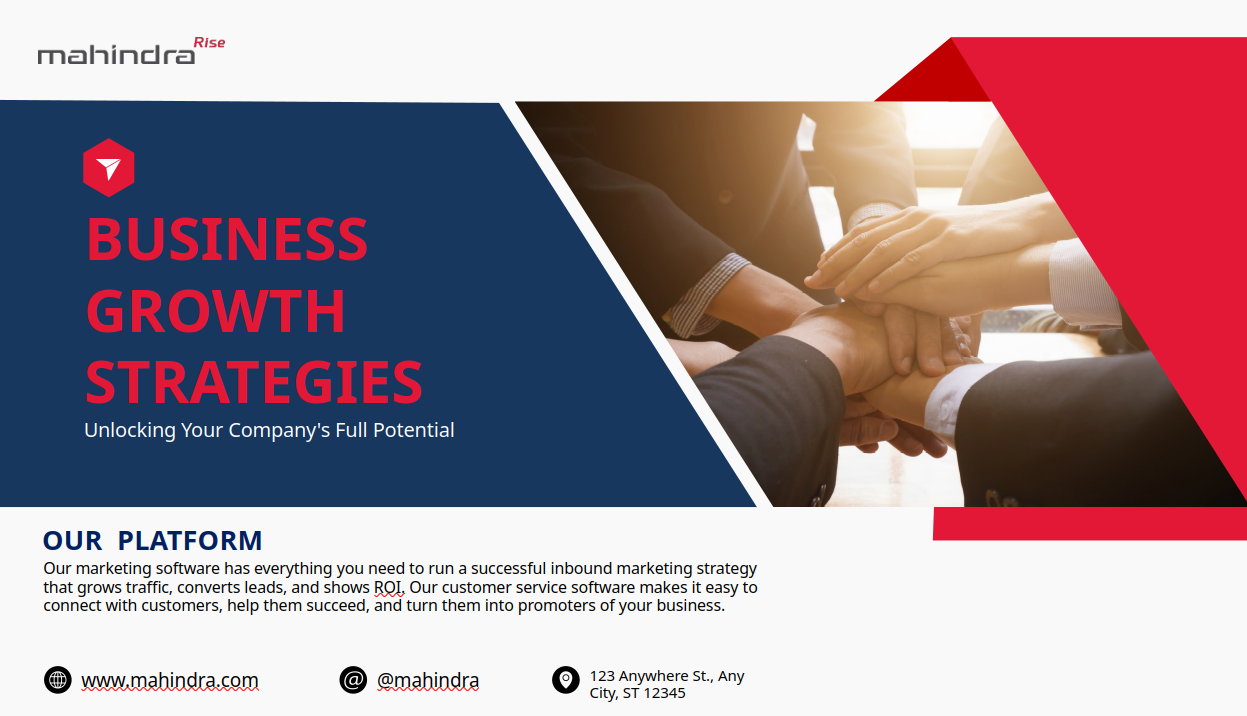 mahindra Rise
BUSINESS
GROWTH
STRATEGIES
Unlocking Your Company's Full Potential
OUR PLATFORM
Our marketing software has everything you need to run a successful inbound marketing strategy
that grows traffic, converts leads, and shows ROI. Our customer service software makes it easy to
connect with customers, help them succeed, and turn them into promoters of your business.
www.mahindra.com
@mahindra
123 Anywhere St., Any
City, ST 12345